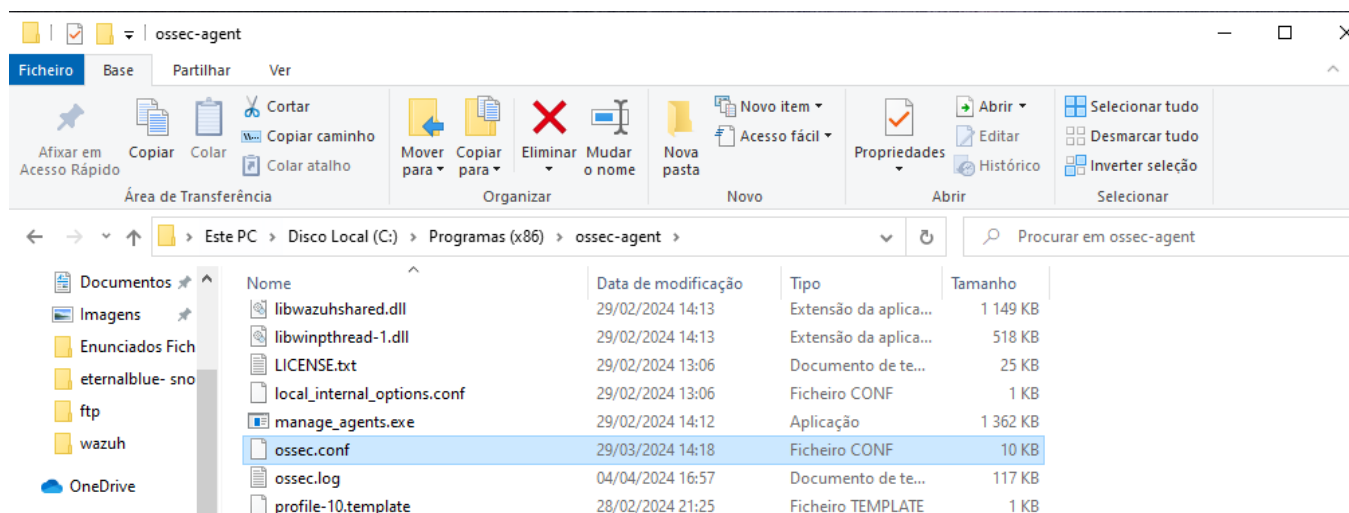 ossec-agent
Ficheiro Base Partilhar Ver
Afixar em Acesso Rápido
Copiar
Colar
Cortar
Copiar caminho
Colar atalho
Área de Transferência
Mover para
Copiar para
Eliminar
Mudar o nome
Organizar
Nova pasta
Novo item
Acesso fácil
Novo
Propriedades
Abrir
Editar
Histórico
Abrir
Selecionar tudo
Desmarcar tudo
Inverter seleção
Selecionar
Este PC > Disco Local (C:) > Programas (x86) > ossec-agent >
Procurar em ossec-agent
Documentos
Imagens
Enunciados Fich
eternalblue- sno
ftp
wazuh
OneDrive
Nome Data de modificação Tipo Tamanho
libwazuhshared.dll 29/02/2024 14:13 Extensão da aplica... 1 149 KB
libwinpthread-1.dll 29/02/2024 14:13 Extensão da aplica... 518 KB
LICENSE.txt 29/02/2024 13:06 Documento de te... 25 KB
local_internal_options.conf 29/02/2024 13:06 Ficheiro CONF 1 KB
manage_agents.exe 29/02/2024 14:12 Aplicação 1 362 KB
ossec.conf 29/03/2024 14:18 Ficheiro CONF 10 KB
ossec.log 04/04/2024 16:57 Documento de te... 117 KB
profile-10.template 28/02/2024 21:25 Ficheiro TEMPLATE 1 KB